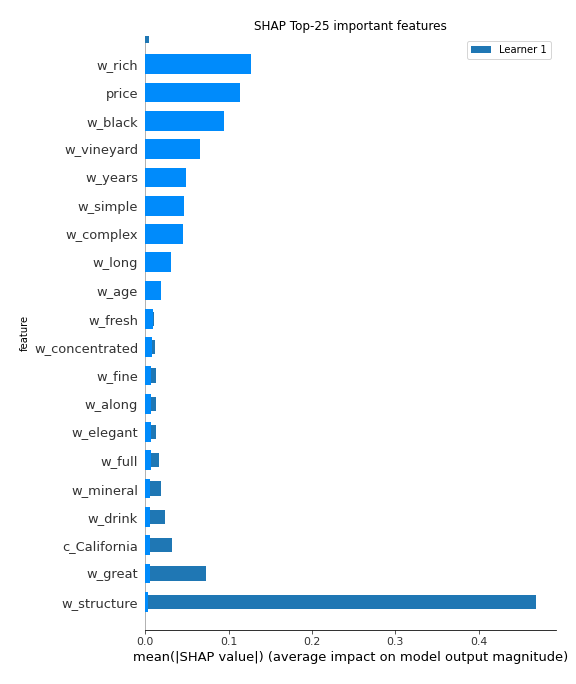 SHAP Top-25 important features
Learner 1
w_rich
price
w_black
w_vineyard
w_years
w_simple
w_complex
w_long
w_age
w_fresh
w_concentrated
w_fine
w_along
w_elegant
w_full
w_mineral
w_drink
c_California
w_great
w_structure
feature
0.0 0.1 0.2 0.3 0.4
mean(|SHAP value|) (average impact on model output magnitude)